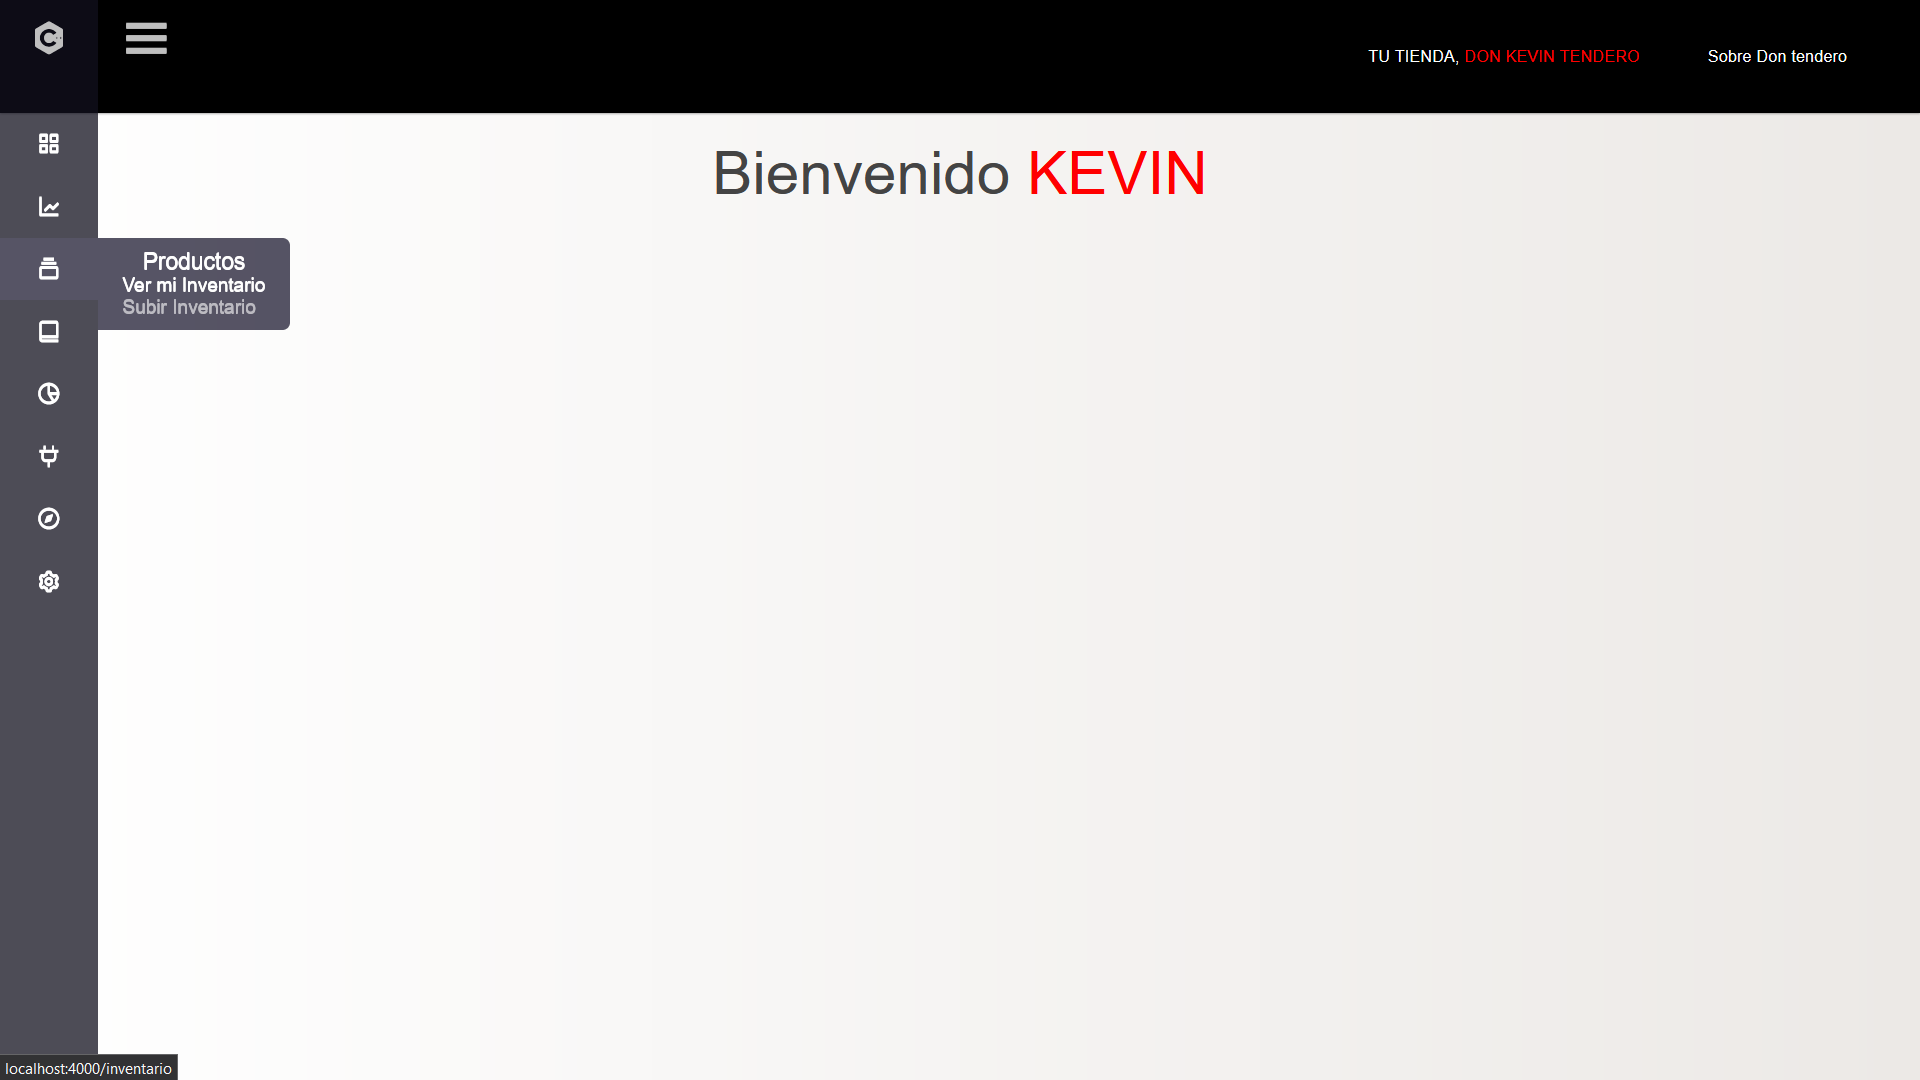 TU TIENDA, DON KEVIN TENDERO
Sobre Don tendero
Bienvenido KEVIN
Productos
Ver mi Inventario
Subir Inventario
localhost:4000/inventario